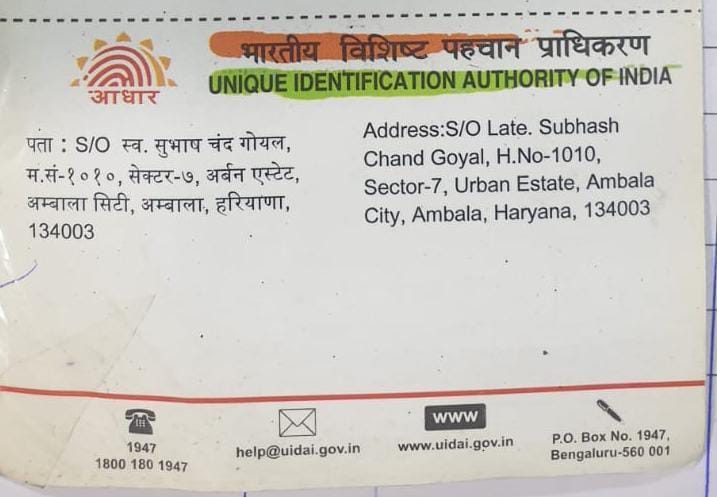 भारतीय विशिष्ट पहचान प्राधिकरण
UNIQUE IDENTIFICATION AUTHORITY OF INDIA
आधार
पता : S/O स्व. सुभाष चंद गोयल,
म.सं-१०१०, सेक्टर-७, अर्बन एस्टेट,
अम्बाला सिटी, अम्बाला, हरियाणा,
134003
Address:S/O Late. Subhash
Chand Goyal, H.No-1010,
Sector-7, Urban Estate, Ambala
City, Ambala, Haryana, 134003
1947
1800 180 1947
help@uidai.gov.in
www
www.uidai.gov.in
P.O. Box No. 1947,
Bengaluru-560 001